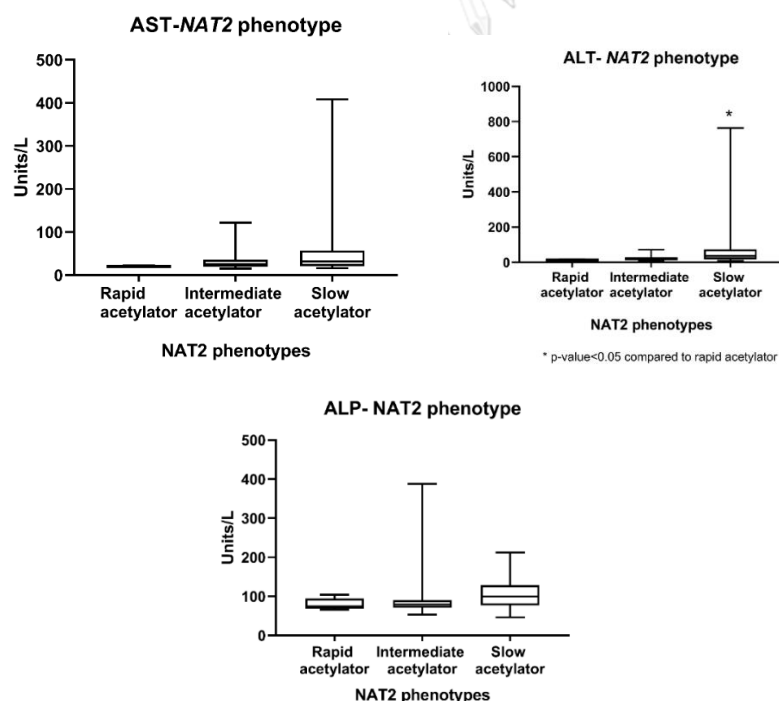 AST-NAT2 phenotype
500
400
300
200
100
0
Units/L
Rapid acetylator
Intermediate acetylator
Slow acetylator
NAT2 phenotypes
ALT- NAT2 phenotype
*
1000
800
600
400
200
0
Units/L
Rapid acetylator
Intermediate acetylator
Slow acetylator
NAT2 phenotypes
* p-value<0.05 compared to rapid acetylator
ALP- NAT2 phenotype
500
400
300
200
100
0
Units/L
Rapid acetylator
Intermediate acetylator
Slow acetylator
NAT2 phenotypes